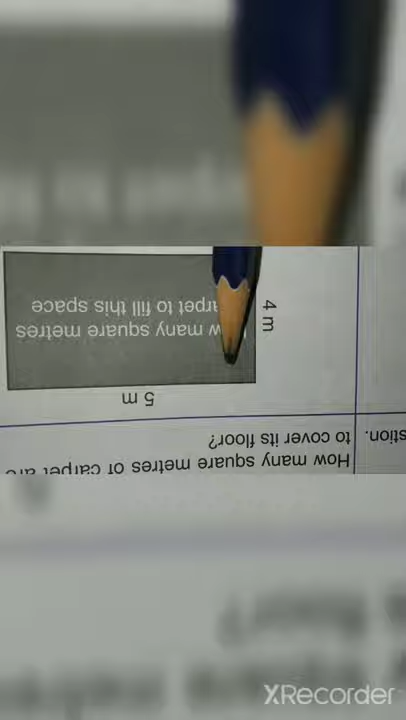 How many square metres of carpet are
stion. to cover its floor?
5 m
4 m
many square metres
arpet to fill this space
XRecorder